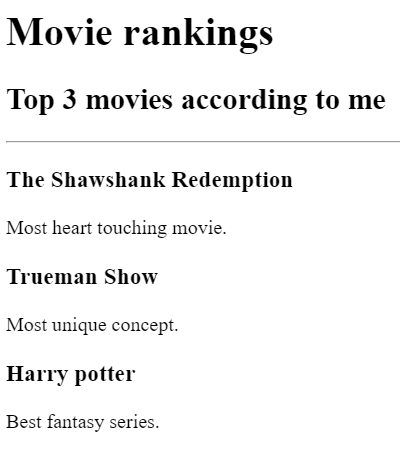 Movie rankings
Top 3 movies according to me
The Shawshank Redemption
Most heart touching movie.
Trueman Show
Most unique concept.
Harry potter
Best fantasy series.